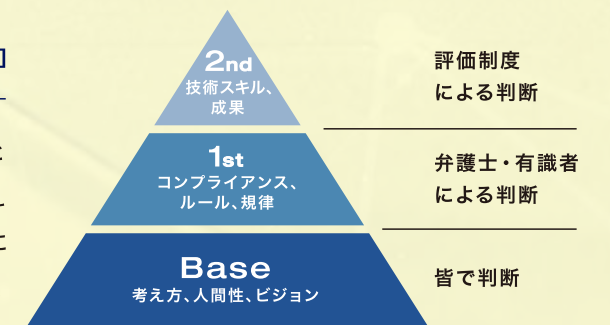 2nd
技術スキル、
成果
評価制度
による判断
1st
コンプライアンス、
ルール、規律
弁護士・有識者
による判断
Base
考え方、人間性、ビジョン
皆で判断